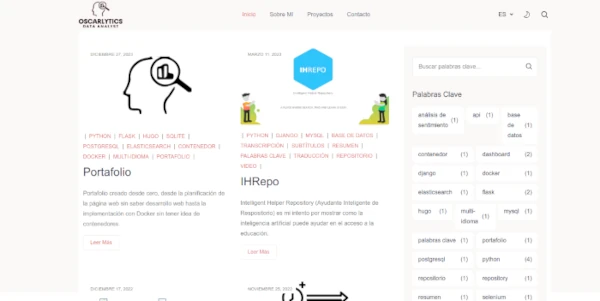 OSCARLYTICS
DATA ANALYST
Inicio
Sobre Mí
Proyectos
Contacto
ES
DICIEMBRE 27, 2023
| PYTHON | FLASK | HUGO | SQLITE |
POSTGRESQL | ELASTICSEARCH | CONTENEDOR |
DOCKER | MULTI-IDIOMA | PORTAFOLIO |
Portafolio
Portafolio creado desde cero, desde la planificación
de la página web sin saber desarrollo web hasta la
implementación con Docker sin tener idea de
contenedores.
Leer Más
DICIEMBRE 17, 2022
MARZO 17, 2023
IHREPO
| PYTHON | DJANGO | MYSQL | BASE DE DATOS |
TRANSCRIPCIÓN | SUBTÍTULOS | RESUMEN |
PALABRAS CLAVE | TRADUCCIÓN | REPOSITORIO |
VIDEO |
IHRepo
Intelligent Helper Repository (Ayudante Inteligente de
Respositorio) es mi intento por mostrar como la
inteligencia artificial puede ayudar en el acceso a la
educación.
Leer Más
NOVIEMBRE 25, 2022
Buscar palabras clave...
Palabras Clave
análisis de
sentimiento (1)
api (1)
base
de
datos (1)
contenedor (1)
dashboard (2)
django (1)
docker (1)
elasticsearch (1)
flask (2)
hugo (1)
multi-
idioma (1)
mysql (1)
palabras clave (1)
portafolio (1)
postgresql (1)
python (4)
repositorio (1)
repository (1)
resumen (1)
selenium (1)